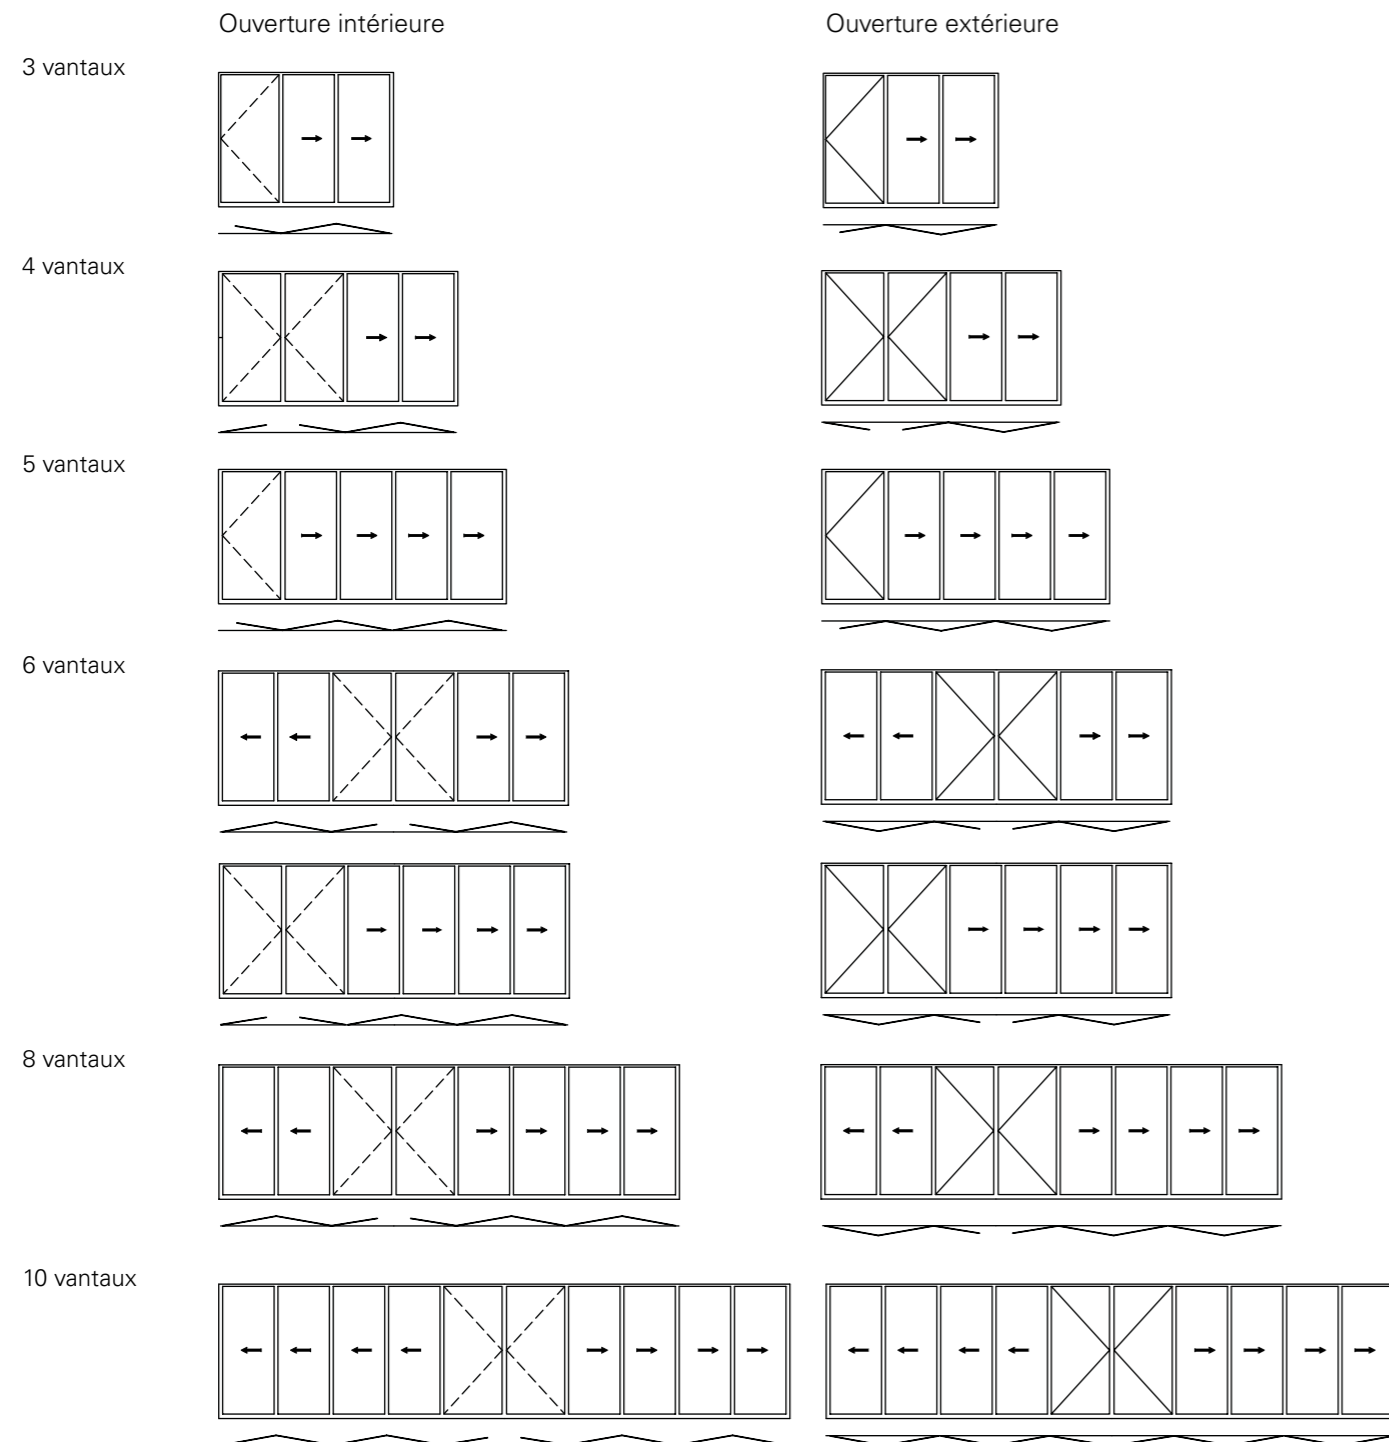 Ouverture intérieure
Ouverture extérieure
3 vantaux
4 vantaux
5 vantaux
6 vantaux
8 vantaux
10 vantaux